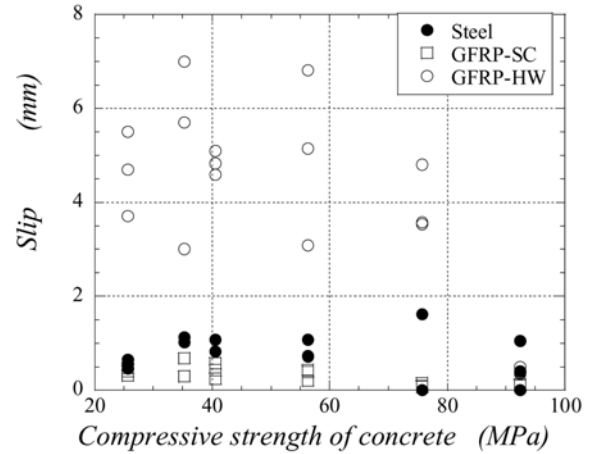 8
Steel
GFRP-SC
GFRP-HW
6
4
2
0
Slip (mm)
20 40 60 80 100
Compressive strength of concrete (MPa)